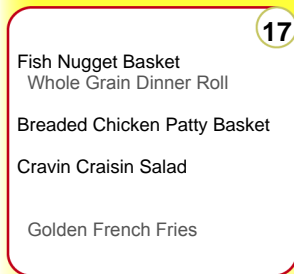 17
Fish Nugget Basket
Whole Grain Dinner Roll
Breaded Chicken Patty Basket
Cravin Craisin Salad
Golden French Fries